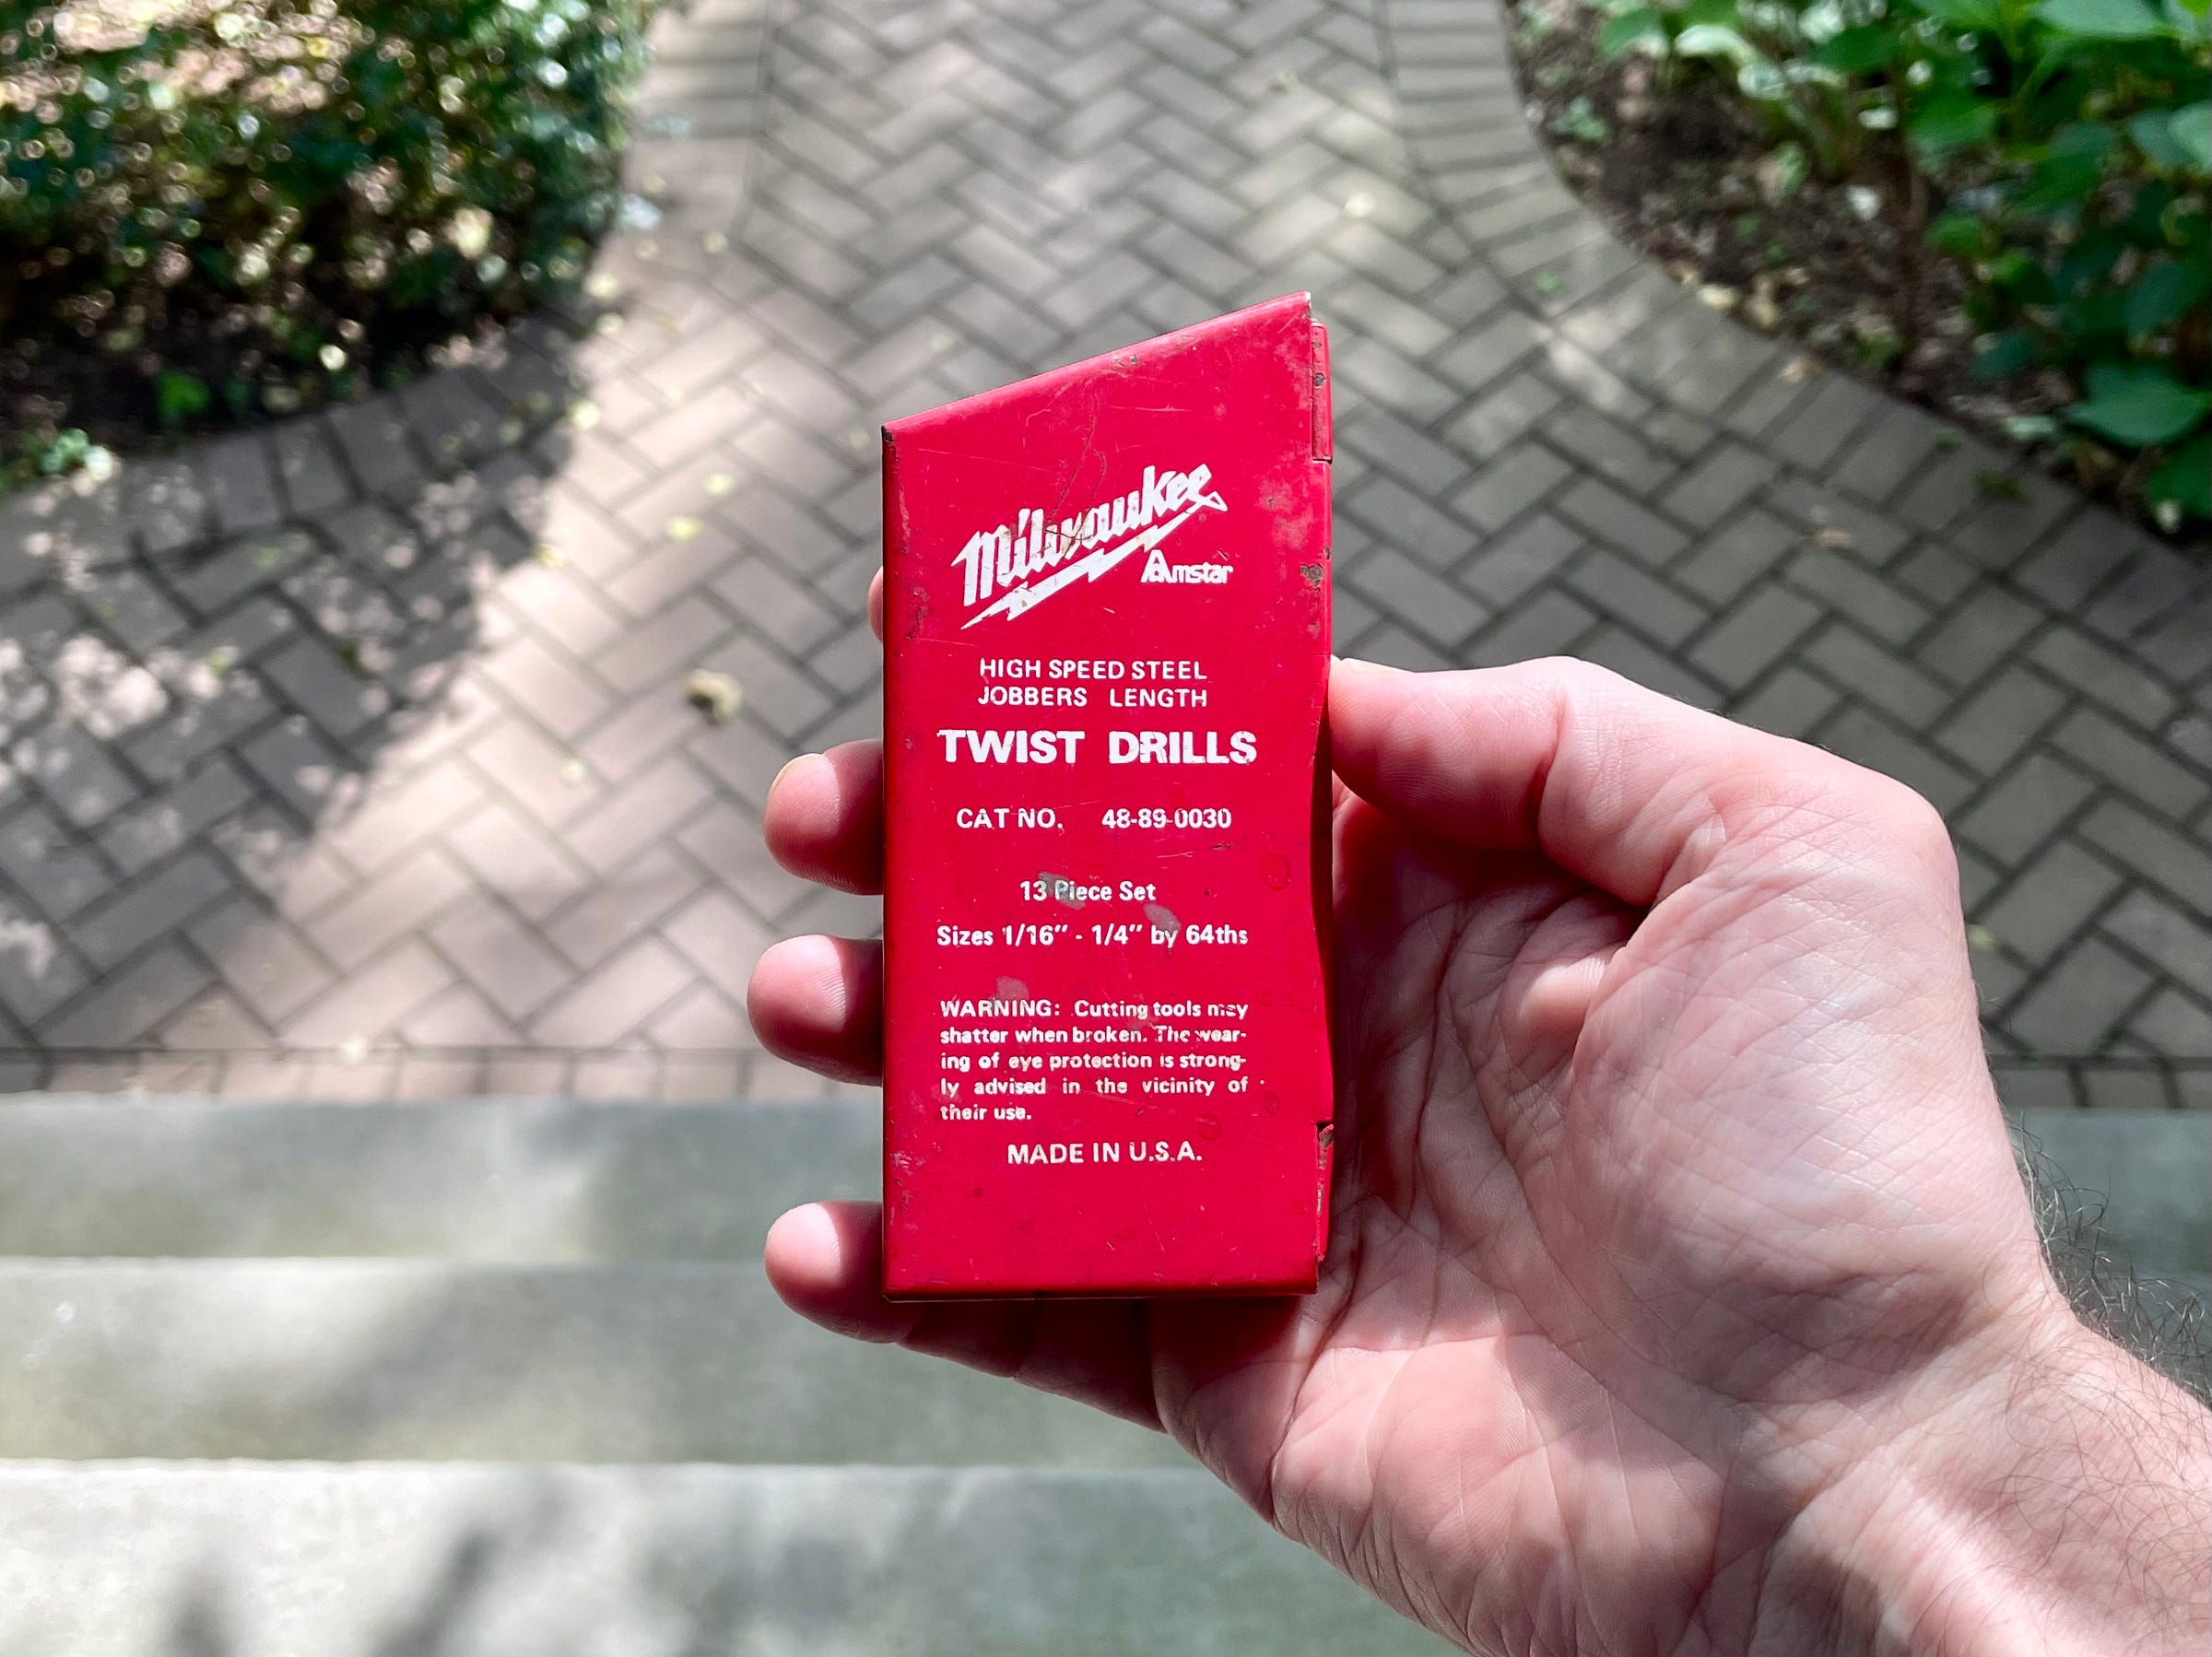 Milwaukee
Amstar
HIGH SPEED STEEL
JOBBERS LENGTH
TWIST DRILLS
CAT NO. 48-89-0030
13 Piece Set
Sizes 1/16" - 1/4" by 64ths
WARNING: Cutting tools may
shatter when broken. The wear-
ing of eye protection is strong-
ly advised in the vicinity of
their use.
MADE IN U.S.A.